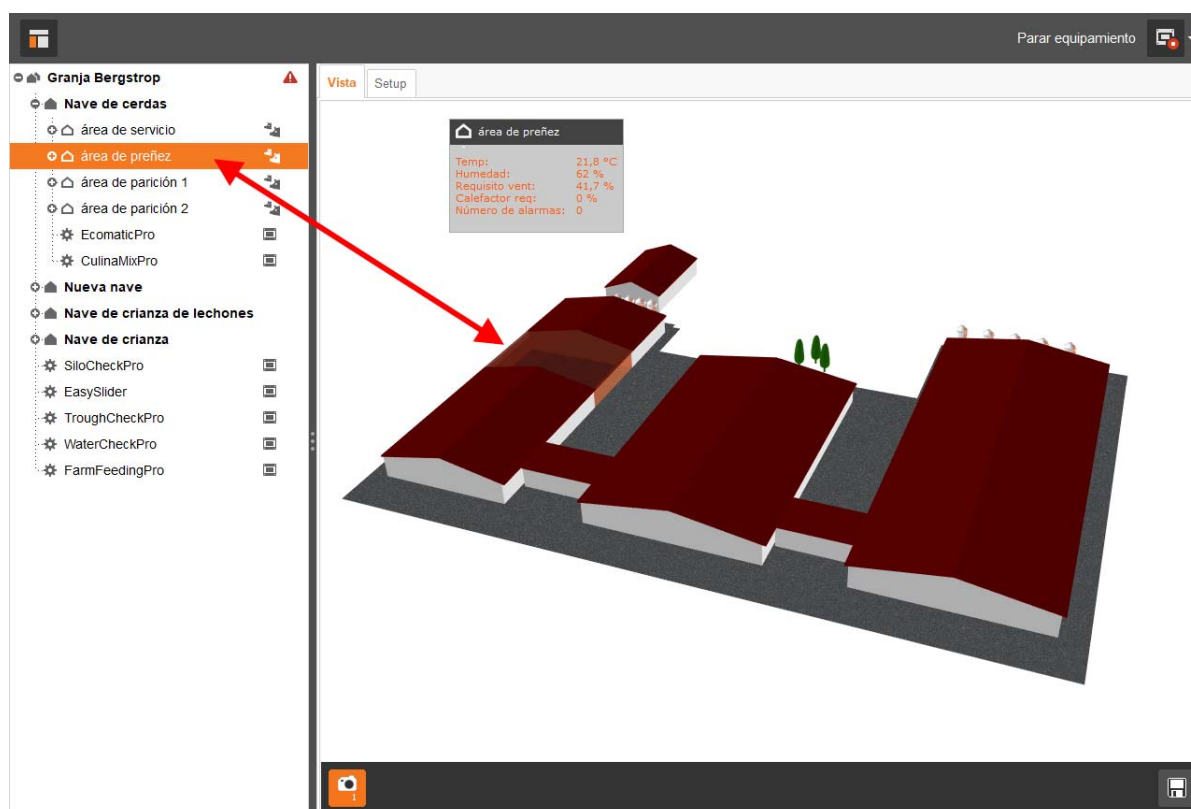 Parar equipamiento
Granja Bergstrop
Nave de cerdas
área de servicio
área de preñez
área de parición 1
área de parición 2
EcomaticPro
CulinaMixPro
Nueva nave
Nave de crianza de lechones
Nave de crianza
SiloCheckPro
EasySlider
TroughCheckPro
WaterCheckPro
FarmFeedingPro
Vista Setup
área de preñez
Temp: 21,8 °C
Humedad: 62 %
Requisito vent: 41,7 %
Calefactor req: 0 %
Número de alarmas: 0
1